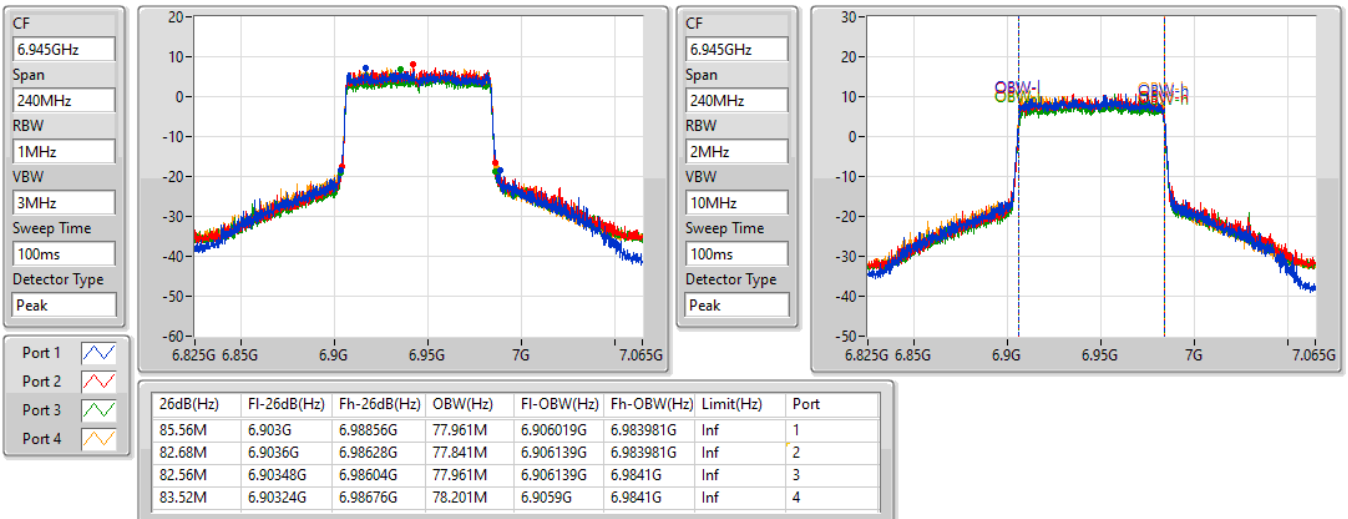 CF
6.945GHz
Span
240MHz
RBW
1MHz
VBW
3MHz
Sweep Time
100ms
Detector Type
Peak
20
10
0
-10
-20
-30
-40
-50
-60
6.825G 6.85G 6.9G 6.95G 7G 7.065G
CF
6.945GHz
Span
240MHz
RBW
2MHz
VBW
10MHz
Sweep Time
100ms
Detector Type
Peak
30
20
10
0
-10
-20
-30
-40
-50
OBW-l
OBW-h
6.825G 6.85G 6.9G 6.95G 7G 7.065G
Port 1
Port 2
Port 3
Port 4
26dB(Hz) Fl-26dB(Hz) Fh-26dB(Hz) OBW(Hz) Fl-OBW(Hz) Fh-OBW(Hz) Limit(Hz) Port
85.56M 6.903G 6.98856G 77.961M 6.906019G 6.983981G Inf 1
82.68M 6.9036G 6.98628G 77.841M 6.906139G 6.983981G Inf 2
82.56M 6.90348G 6.98604G 77.961M 6.906139G 6.9841G Inf 3
83.52M 6.90324G 6.98676G 78.201M 6.9059G 6.9841G Inf 4